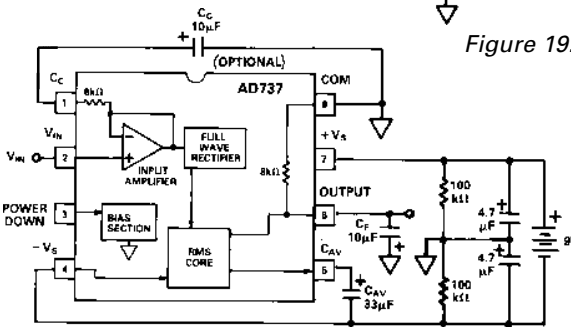 Figure 19.
CC
10µF
+
(OPTIONAL)
AD737
CC
8kΩ
COM
1
8
VIN
FULL
WAVE
RECTIFIER
+VS
VIN
2
INPUT
AMPLIFIER
7
8kΩ
OUTPUT
100
kΩ
4.7
µF
+
POWER
DOWN
3
BIAS
SECTION
6
CF
10µF
+
9
−VS
RMS
CORE
CAV
4
5
CAV
33µF
+
100
kΩ
4.7
µF
+